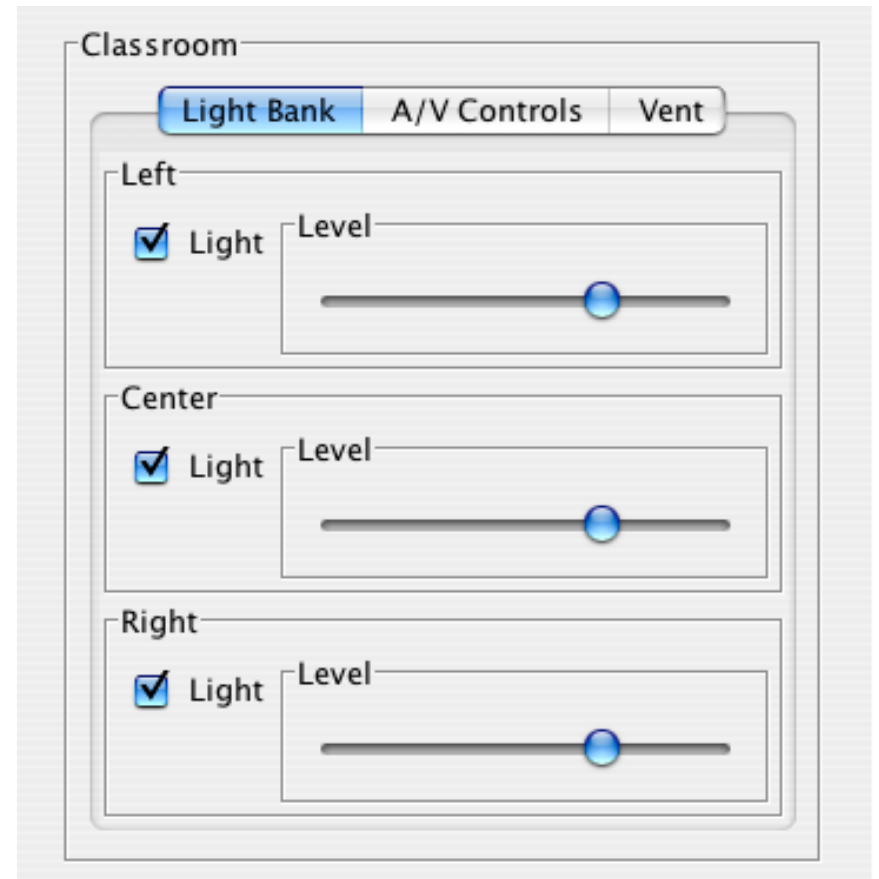 Classroom
Light Bank A/V Controls Vent
Left
Light Level
Center
Light Level
Right
Light Level